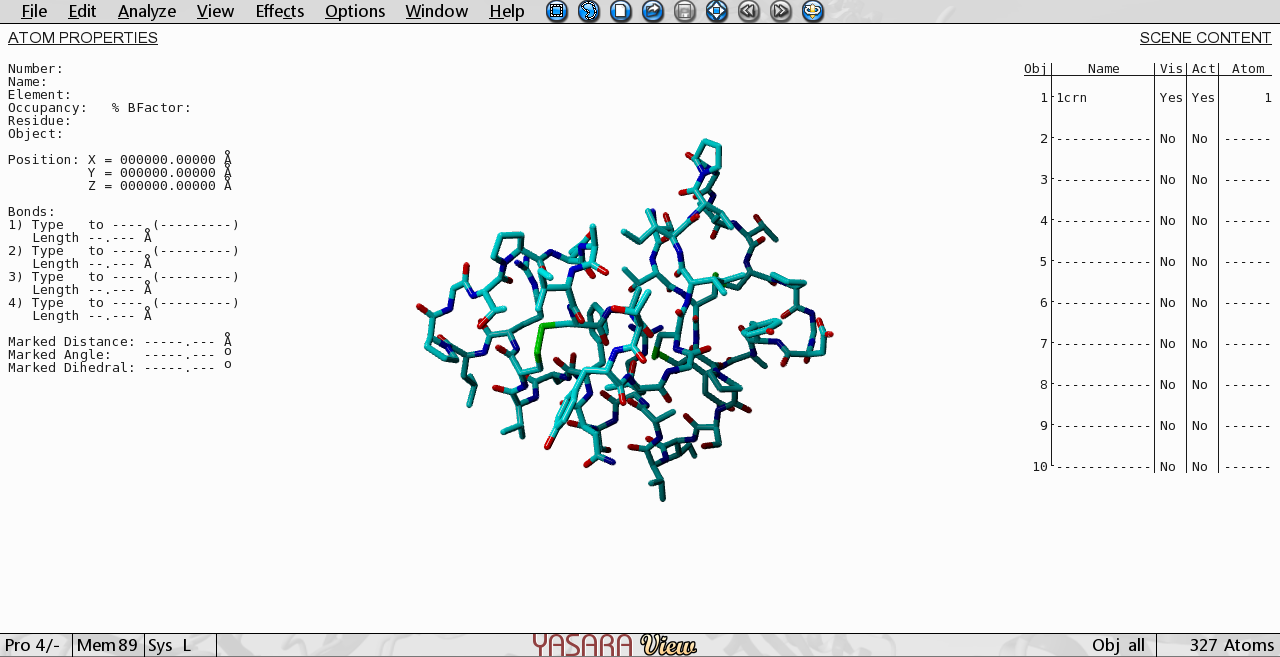 File Edit Analyze View Effects Options Window Help
ATOM PROPERTIES
Number:
Name:
Element:
Occupancy:   % BFactor:
Residue:
Object:
Position: X = 000000.00000 Å
Y = 000000.00000 Å
Z = 000000.00000 Å
Bonds:
1) Type   to ----.(---------)
Length --.--- Å
2) Type   to ----.(---------)
Length --.--- Å
3) Type   to ----.(---------)
Length --.--- Å
4) Type   to ----.(---------)
Length --.--- Å
Marked Distance: -----.--- Å
Marked Angle:    -----.--- o
Marked Dihedral: -----.--- o
SCENE CONTENT
Obj Name Vis Act Atom
1 1crn Yes Yes 1
2 ------------ No No ------
3 ------------ No No ------
4 ------------ No No ------
5 ------------ No No ------
6 ------------ No No ------
7 ------------ No No ------
8 ------------ No No ------
9 ------------ No No ------
10 ------------ No No ------
Pro 4/- Mem 89 Sys L YASARA View Obj all 327 Atoms